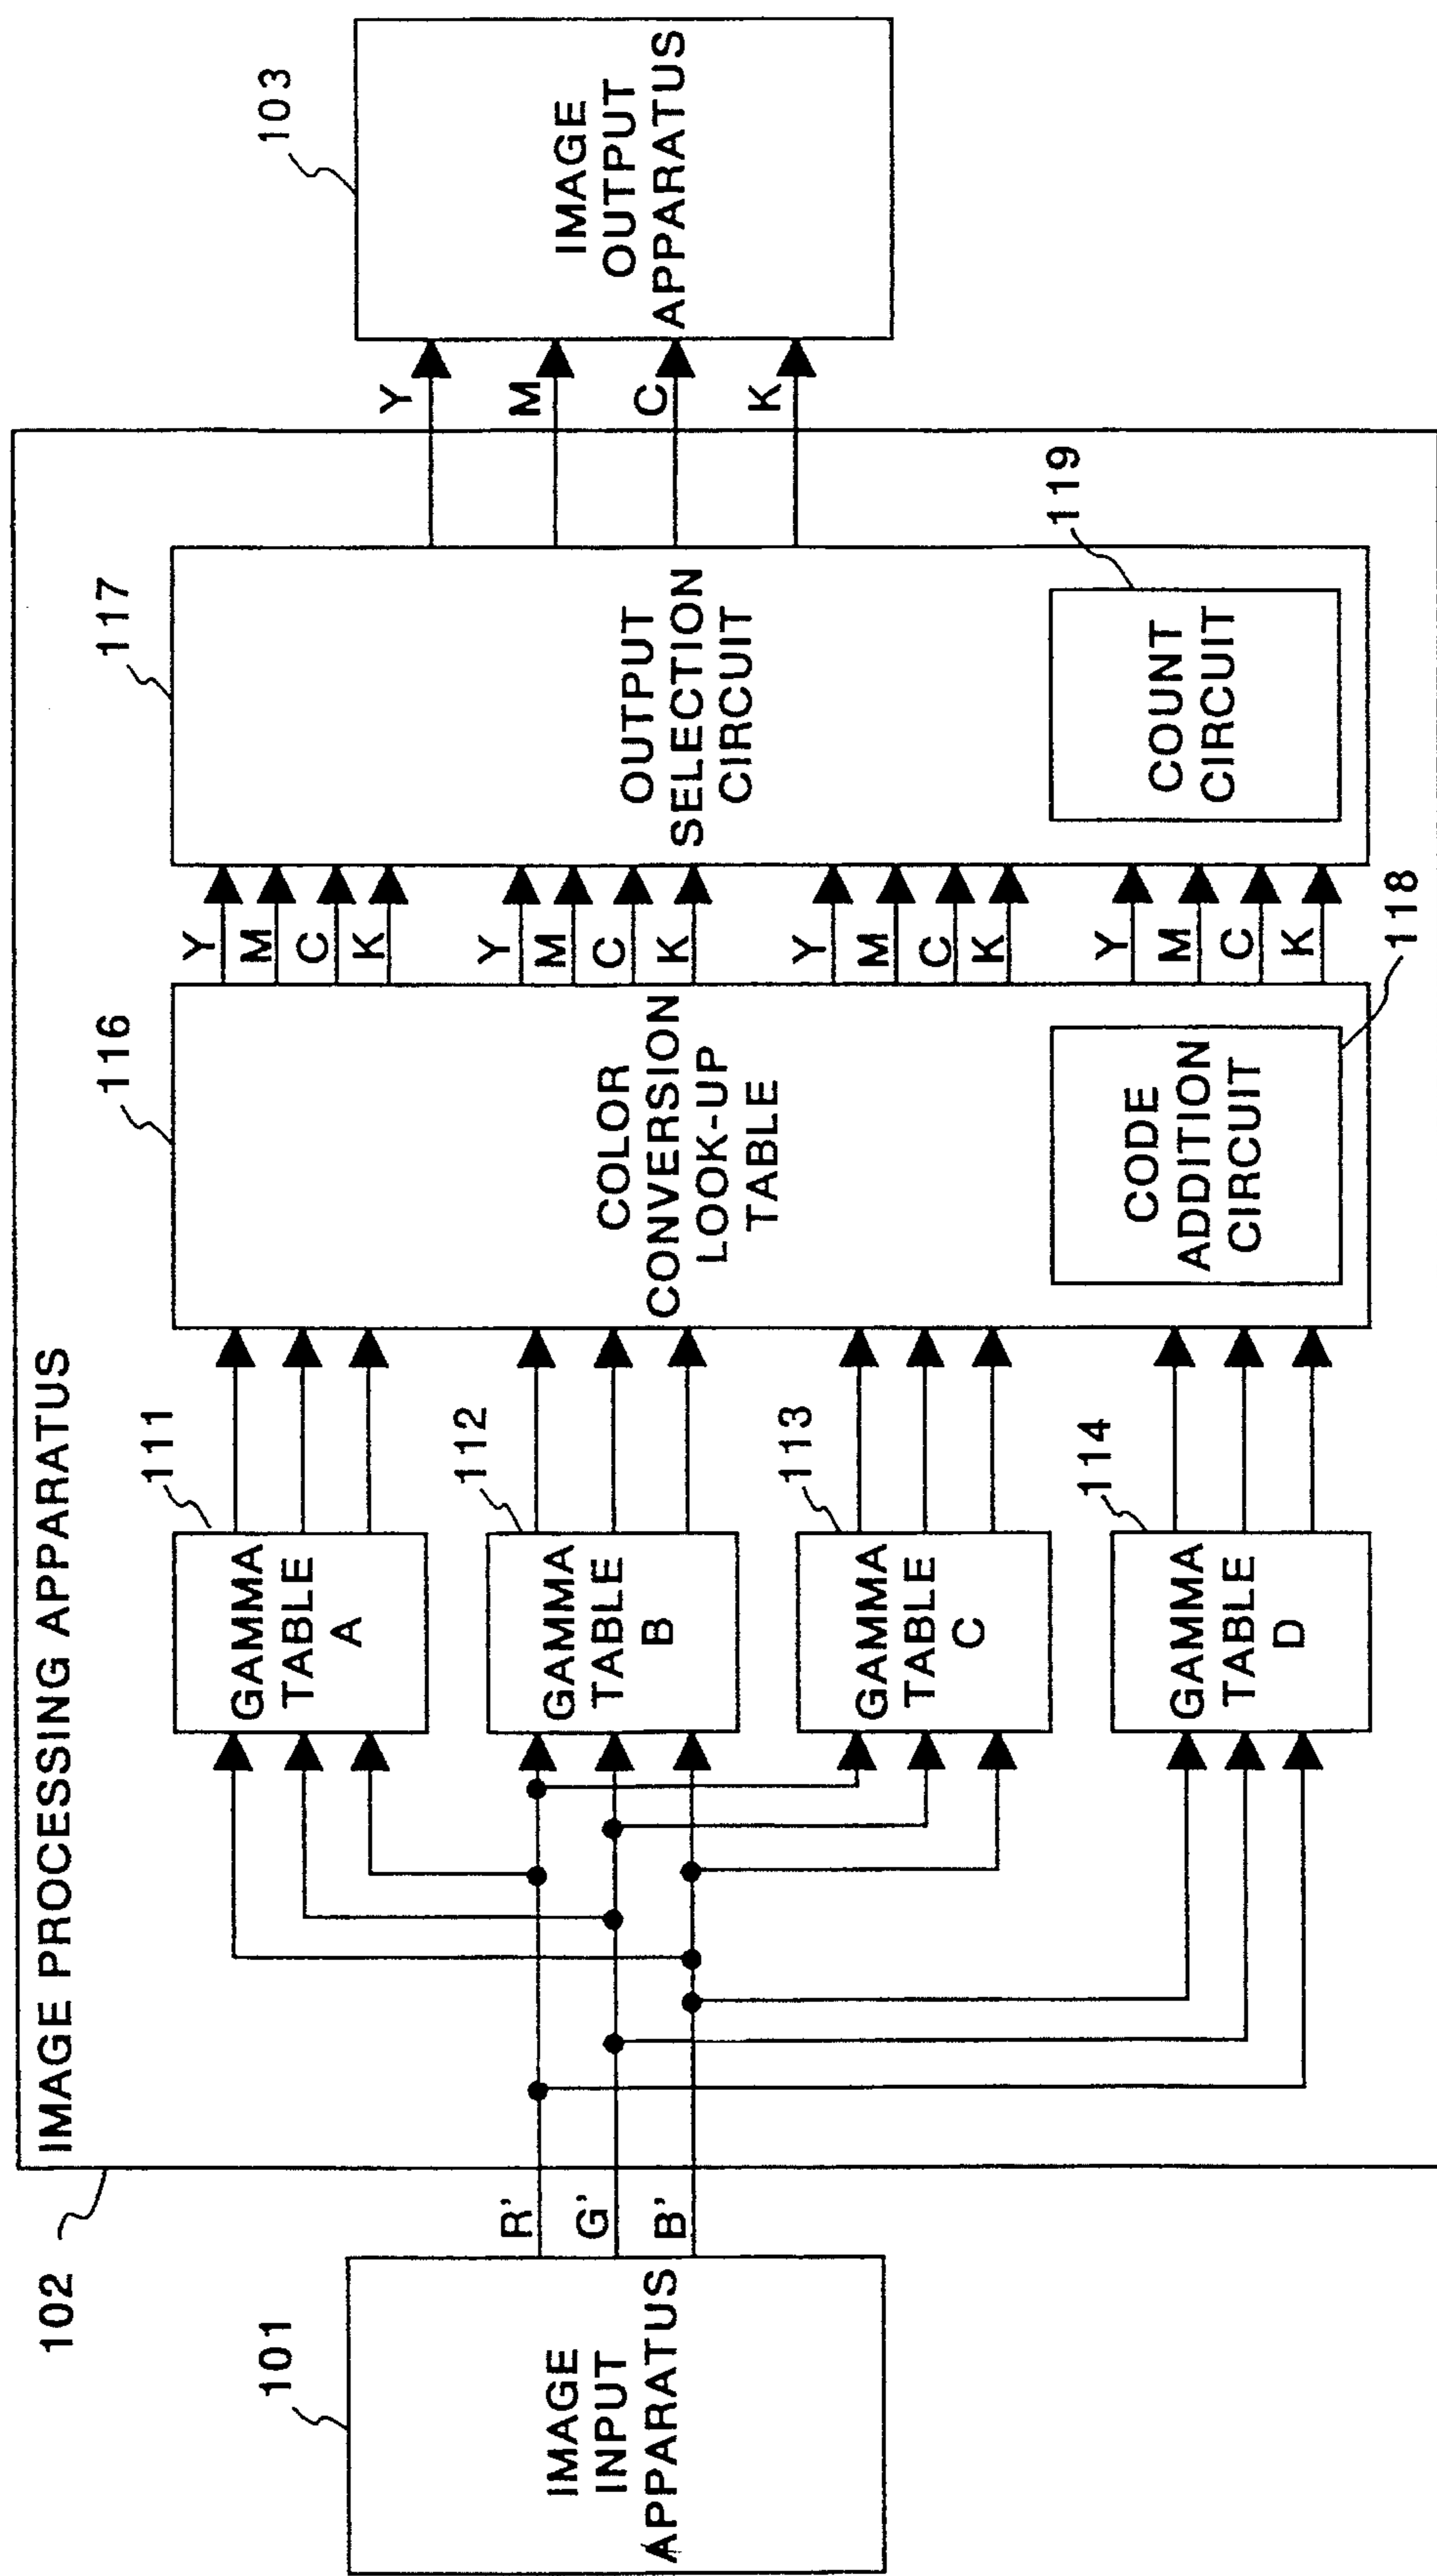 IMAGE PROCESSING APPARATUS
102
101
IMAGE
INPUT
APPARATUS
R'
G'
B'
111
GAMMA
TABLE
A
112
GAMMA
TABLE
B
113
GAMMA
TABLE
C
114
GAMMA
TABLE
D
116
COLOR
CONVERSION
LOOK-UP
TABLE
CODE
ADDITION
CIRCUIT
118
Y
M
C
K
Y
M
C
K
Y
M
C
K
Y
M
C
K
117
OUTPUT
SELECTION
CIRCUIT
119
COUNT
CIRCUIT
Y
M
C
K
103
IMAGE
OUTPUT
APPARATUS